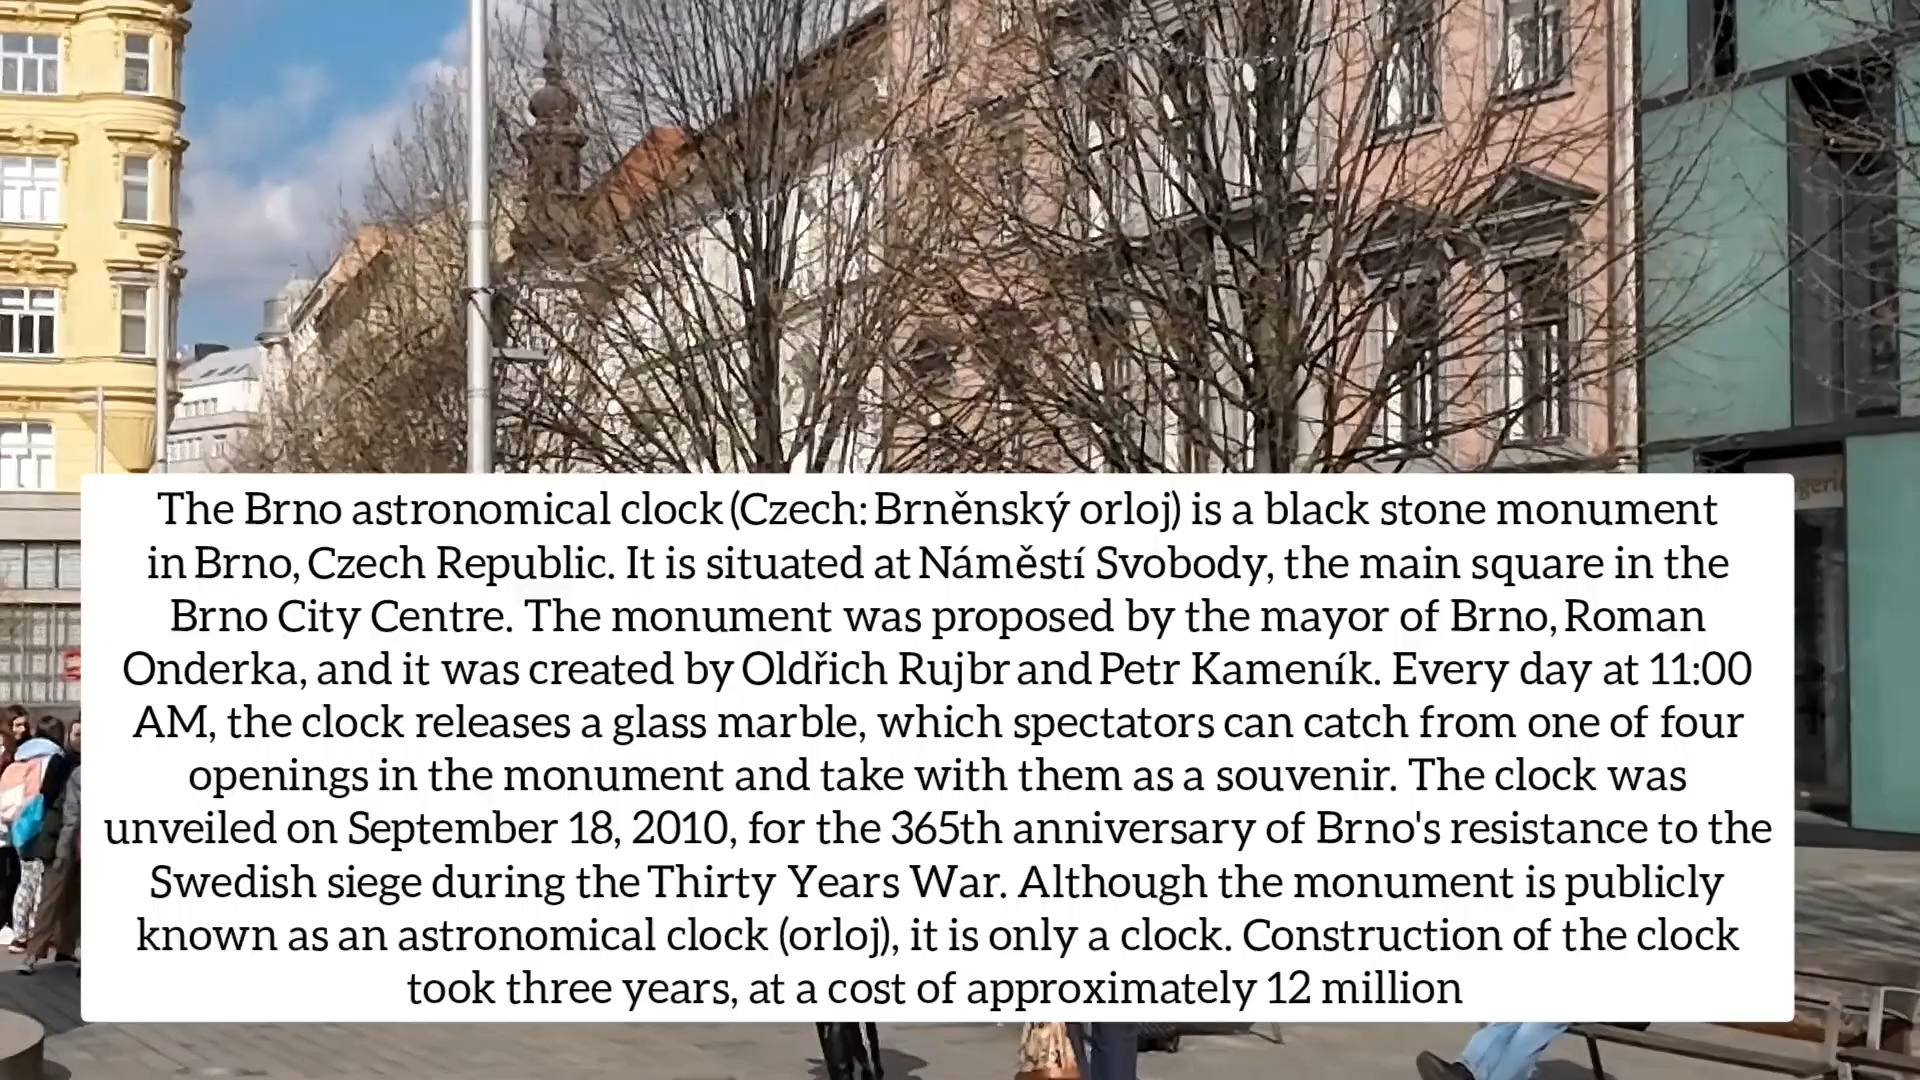 The Brno astronomical clock (Czech: Brněnský orloj) is a black stone monument
in Brno, Czech Republic. It is situated at Náměstí Svobody, the main square in the
Brno City Centre. The monument was proposed by the mayor of Brno, Roman
Onderka, and it was created by Oldřich Rujbr and Petr Kameník. Every day at 11:00
AM, the clock releases a glass marble, which spectators can catch from one of four
openings in the monument and take with them as a souvenir. The clock was
unveiled on September 18, 2010, for the 365th anniversary of Brno's resistance to the
Swedish siege during the Thirty Years War. Although the monument is publicly
known as an astronomical clock (orloj), it is only a clock. Construction of the clock
took three years, at a cost of approximately 12 million